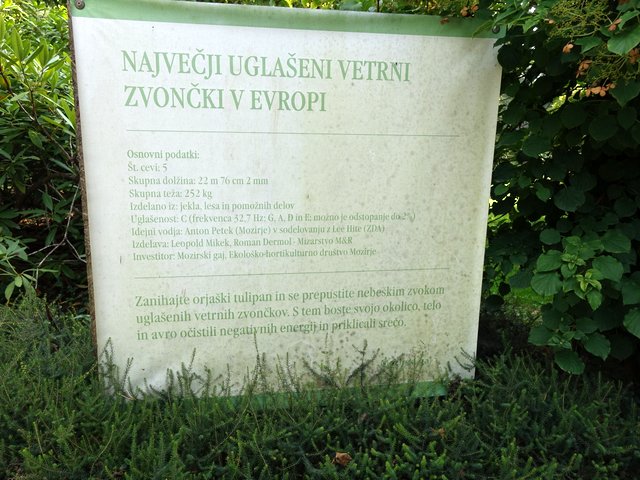 NAJVEČJI UGLAŠENI VETRNI
ZVONČKI V EVROPI
Osnovni podatki:
Št. cevi: 5
Skupna dolžina: 22 m 76 cm 2 mm
Skupna teža: 252 kg
Izdelano iz: jekla, lesa in pomožnih delov
Uglašenost: C (frekvenca 32,7 Hz; G, A, D in E; možno je odstopanje do 2%)
Idejni vodja: Anton Petek (Mozirje) v sodelovanju z Lee Hite (ZDA)
Izdelava: Leopold Mikek, Roman Dermol - Mizarstvo M&R
Investitor: Mozirski gaj, Ekološko-hortikulturno društvo Mozirje
Zanihajte orjaški tulipan in se prepustite nebeškim zvokom
uglašenih vetrnih zvončkov. S tem boste svojo okolico, telo
in avro očistili negativnih energij in priklicali srečo.